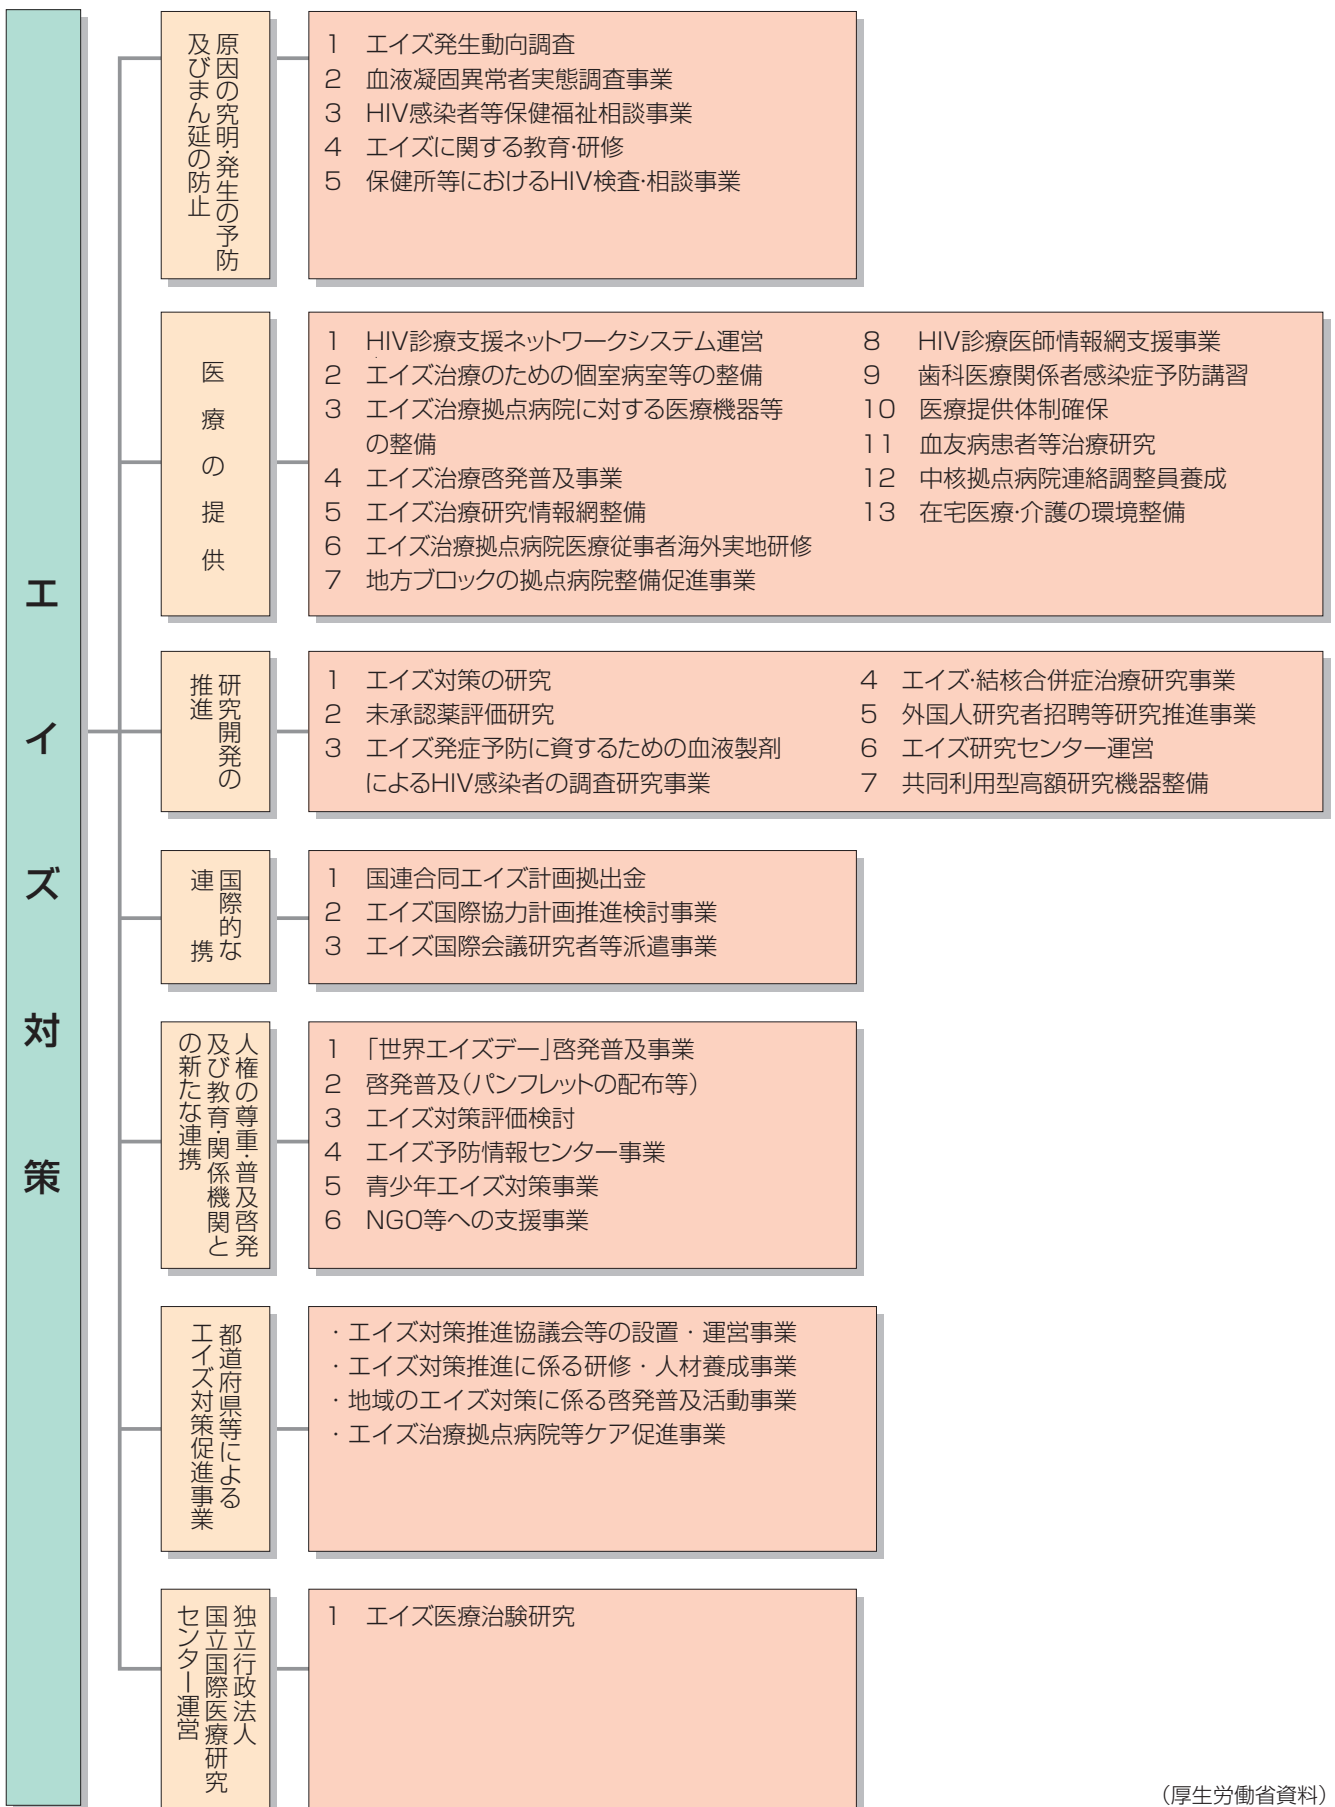 エイズ対策
原因の究明・発生の予防
及びまん延の防止
1 エイズ発生動向調査
2 血液凝固異常者実態調査事業
3 HIV感染者等保健福祉相談事業
4 エイズに関する教育・研修
5 保健所等におけるHIV検査・相談事業
医療の提供
1 HIV診療支援ネットワークシステム運営
2 エイズ治療のための個室病室等の整備
3 エイズ治療拠点病院に対する医療機器等
の整備
4 エイズ治療啓発普及事業
5 エイズ治療研究情報網整備
6 エイズ治療拠点病院医療従事者海外実地研修
7 地方ブロックの拠点病院整備促進事業
8 HIV診療医師情報網支援事業
9 歯科医療関係者感染症予防講習
10 医療提供体制確保
11 血友病患者等治療研究
12 中核拠点病院連絡調整員養成
13 在宅医療・介護の環境整備
研究開発の
推進
1 エイズ対策の研究
2 未承認薬評価研究
3 エイズ発症予防に資するための血液製剤
によるHIV感染者の調査研究事業
4 エイズ・結核合併症治療研究事業
5 外国人研究者招聘等研究推進事業
6 エイズ研究センター運営
7 共同利用型高額研究機器整備
国際的な
連携
1 国連合同エイズ計画拠出金
2 エイズ国際協力計画推進検討事業
3 エイズ国際会議研究者等派遣事業
人権の尊重・普及啓発
及び教育・関係機関と
の新たな連携
1 「世界エイズデー」啓発普及事業
2 啓発普及（パンフレットの配布等）
3 エイズ対策評価検討
4 エイズ予防情報センター事業
5 青少年エイズ対策事業
6 NGO等への支援事業
都道府県等による
エイズ対策促進事業
・エイズ対策推進協議会等の設置・運営事業
・エイズ対策推進に係る研修・人材養成事業
・地域のエイズ対策に係る啓発普及活動事業
・エイズ治療拠点病院等ケア促進事業
独立行政法人
国立国際医療研究
センター運営
1 エイズ医療治験研究
（厚生労働省資料）